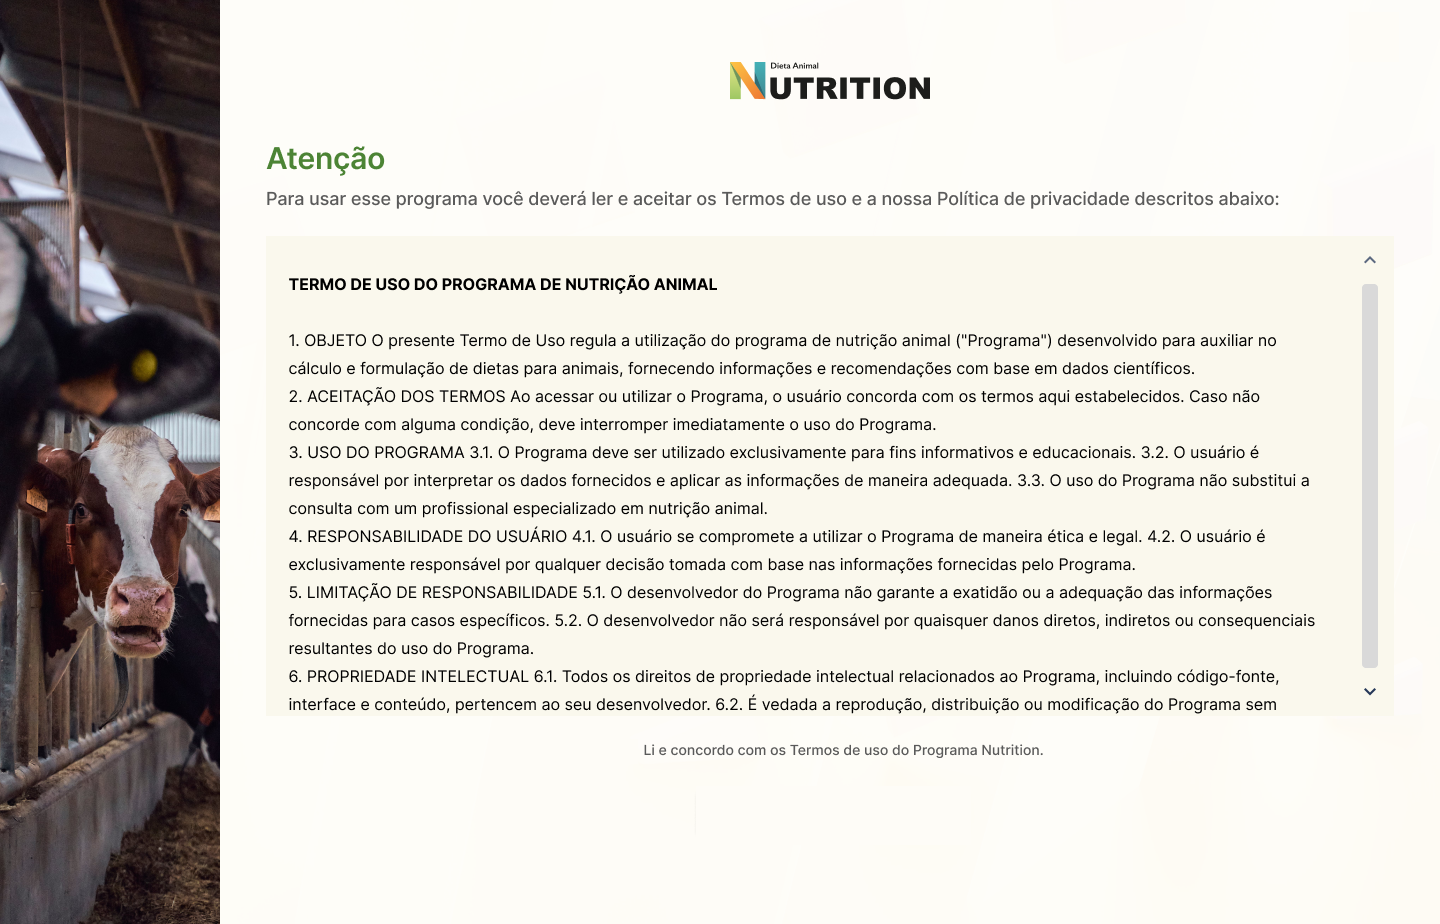 Dieta Animal
NUTRITION
Atenção
Para usar esse programa você deverá ler e aceitar os Termos de uso e a nossa Política de privacidade descritos abaixo:
TERMO DE USO DO PROGRAMA DE NUTRIÇÃO ANIMAL
1. OBJETO O presente Termo de Uso regula a utilização do programa de nutrição animal ("Programa") desenvolvido para auxiliar no
cálculo e formulação de dietas para animais, fornecendo informações e recomendações com base em dados científicos.
2. ACEITAÇÃO DOS TERMOS Ao acessar ou utilizar o Programa, o usuário concorda com os termos aqui estabelecidos. Caso não
concorde com alguma condição, deve interromper imediatamente o uso do Programa.
3. USO DO PROGRAMA 3.1. O Programa deve ser utilizado exclusivamente para fins informativos e educacionais. 3.2. O usuário é
responsável por interpretar os dados fornecidos e aplicar as informações de maneira adequada. 3.3. O uso do Programa não substitui a
consulta com um profissional especializado em nutrição animal.
4. RESPONSABILIDADE DO USUÁRIO 4.1. O usuário se compromete a utilizar o Programa de maneira ética e legal. 4.2. O usuário é
exclusivamente responsável por qualquer decisão tomada com base nas informações fornecidas pelo Programa.
5. LIMITAÇÃO DE RESPONSABILIDADE 5.1. O desenvolvedor do Programa não garante a exatidão ou a adequação das informações
fornecidas para casos específicos. 5.2. O desenvolvedor não será responsável por quaisquer danos diretos, indiretos ou consequenciais
resultantes do uso do Programa.
6. PROPRIEDADE INTELECTUAL 6.1. Todos os direitos de propriedade intelectual relacionados ao Programa, incluindo código-fonte,
interface e conteúdo, pertencem ao seu desenvolvedor. 6.2. É vedada a reprodução, distribuição ou modificação do Programa sem
Li e concordo com os Termos de uso do Programa Nutrition.